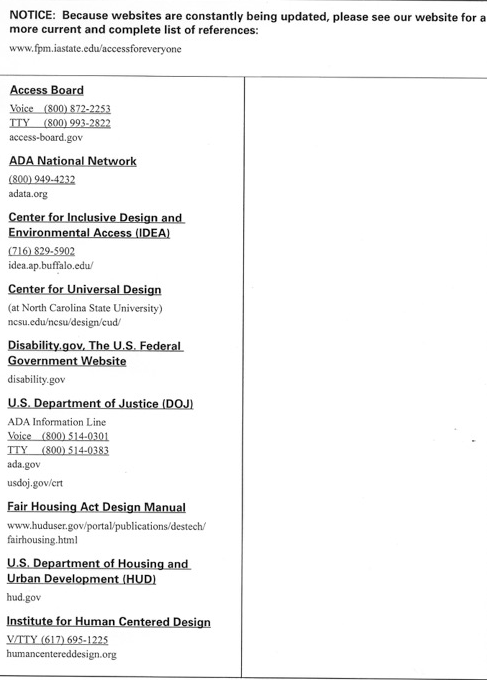 NOTICE: Because websites are constantly being updated, please see our website for a
more current and complete list of references:
www.fpm.iastate.edu/accessforeveryone
Access Board
Voice (800) 872-2253
TTY (800) 993-2822
access-board.gov
ADA National Network
(800) 949-4232
adata.org
Center for Inclusive Design and
Environmental Access (IDEA)
(716) 829-5902
idea.ap.buffalo.edu/
Center for Universal Design
(at North Carolina State University)
ncsu.edu/ncsu/design/cud/
Disability.gov, The U.S. Federal
Government Website
disability.gov
U.S. Department of Justice (DOJ)
ADA Information Line
Voice (800) 514-0301
TTY (800) 514-0383
ada.gov
usdoj.gov/crt
Fair Housing Act Design Manual
www.huduser.gov/portal/publications/destech/
fairhousing.html
U.S. Department of Housing and
Urban Development (HUD)
hud.gov
Institute for Human Centered Design
V/TTY (617) 695-1225
humancentereddesign.org